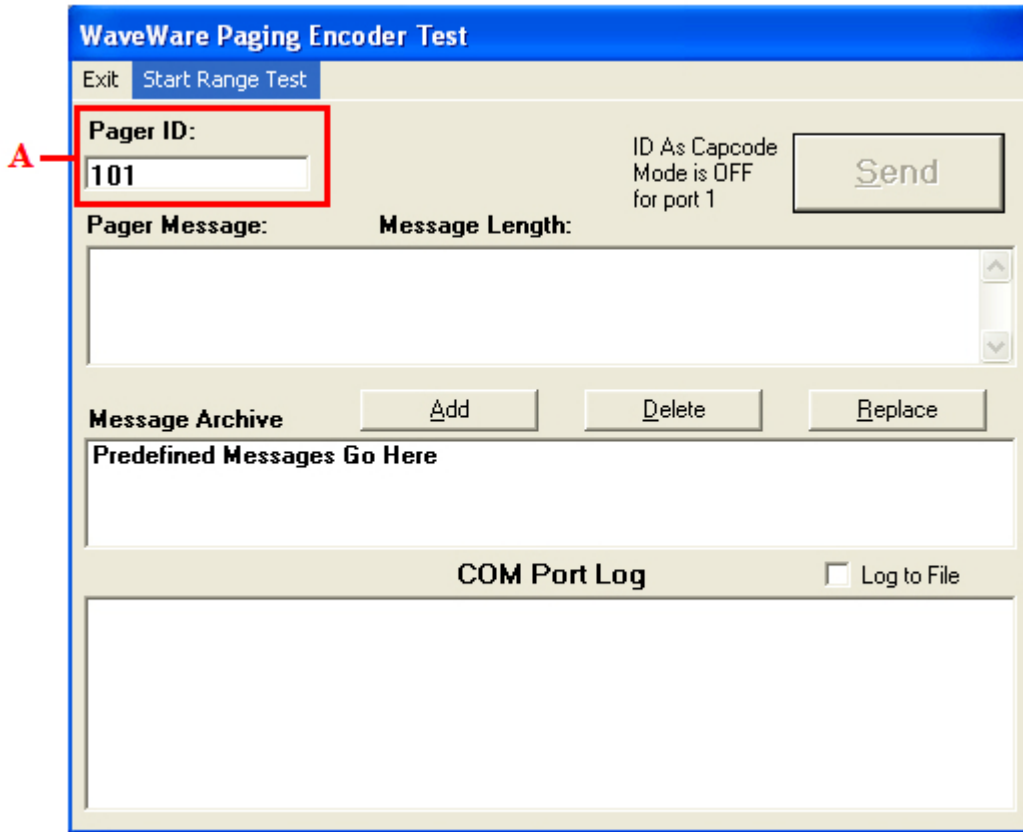 WaveWare Paging Encoder Test
Exit Start Range Test
A
Pager ID:
101
ID As Capcode
Mode is OFF
for port 1
Send
Pager Message: Message Length:
Message Archive Add Delete Replace
Predefined Messages Go Here
COM Port Log Log to File